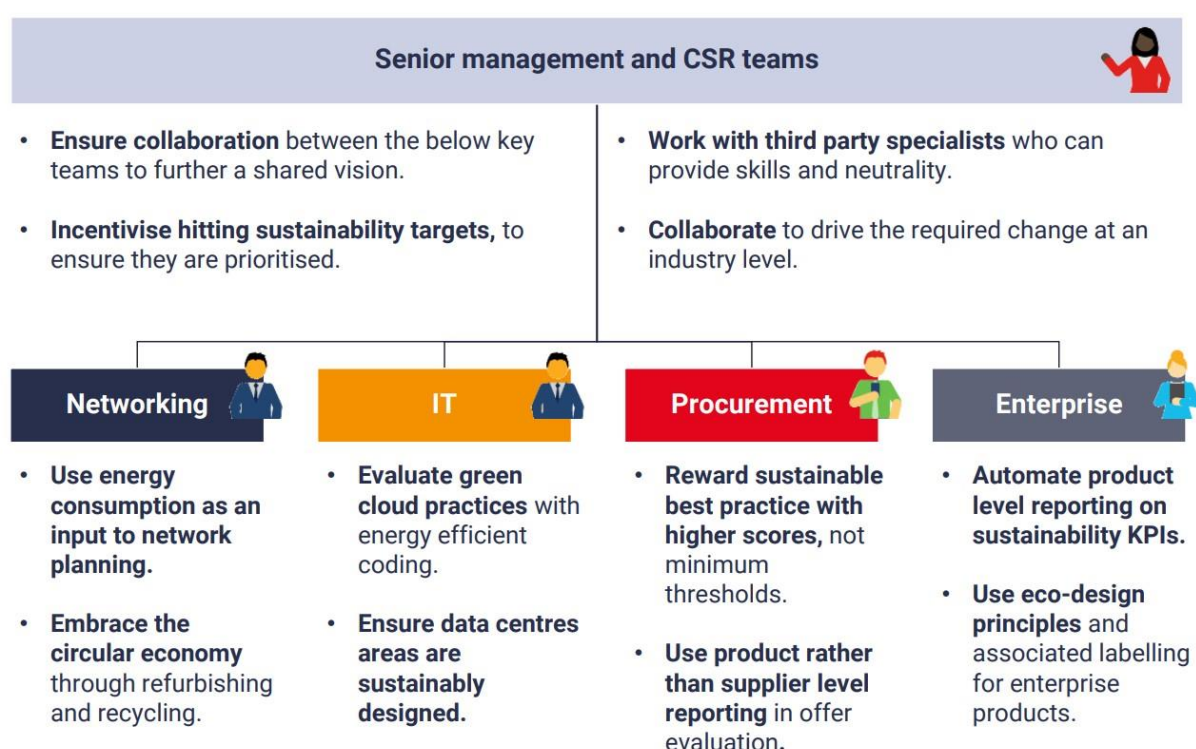 Senior management and CSR teams
• Ensure collaboration between the below key
teams to further a shared vision.
• Incentivise hitting sustainability targets, to
ensure they are prioritised.
• Work with third party specialists who can
provide skills and neutrality.
• Collaborate to drive the required change at an
industry level.
Networking
• Use energy
consumption as an
input to network
planning.
• Embrace the
circular economy
through refurbishing
and recycling.
IT
• Evaluate green
cloud practices with
energy efficient
coding.
• Ensure data centres
areas are
sustainably
designed.
Procurement
• Reward sustainable
best practice with
higher scores, not
minimum
thresholds.
• Use product rather
than supplier level
reporting in offer
evaluation.
Enterprise
• Automate product
level reporting on
sustainability KPIs.
• Use eco-design
principles and
associated labelling
for enterprise
products.